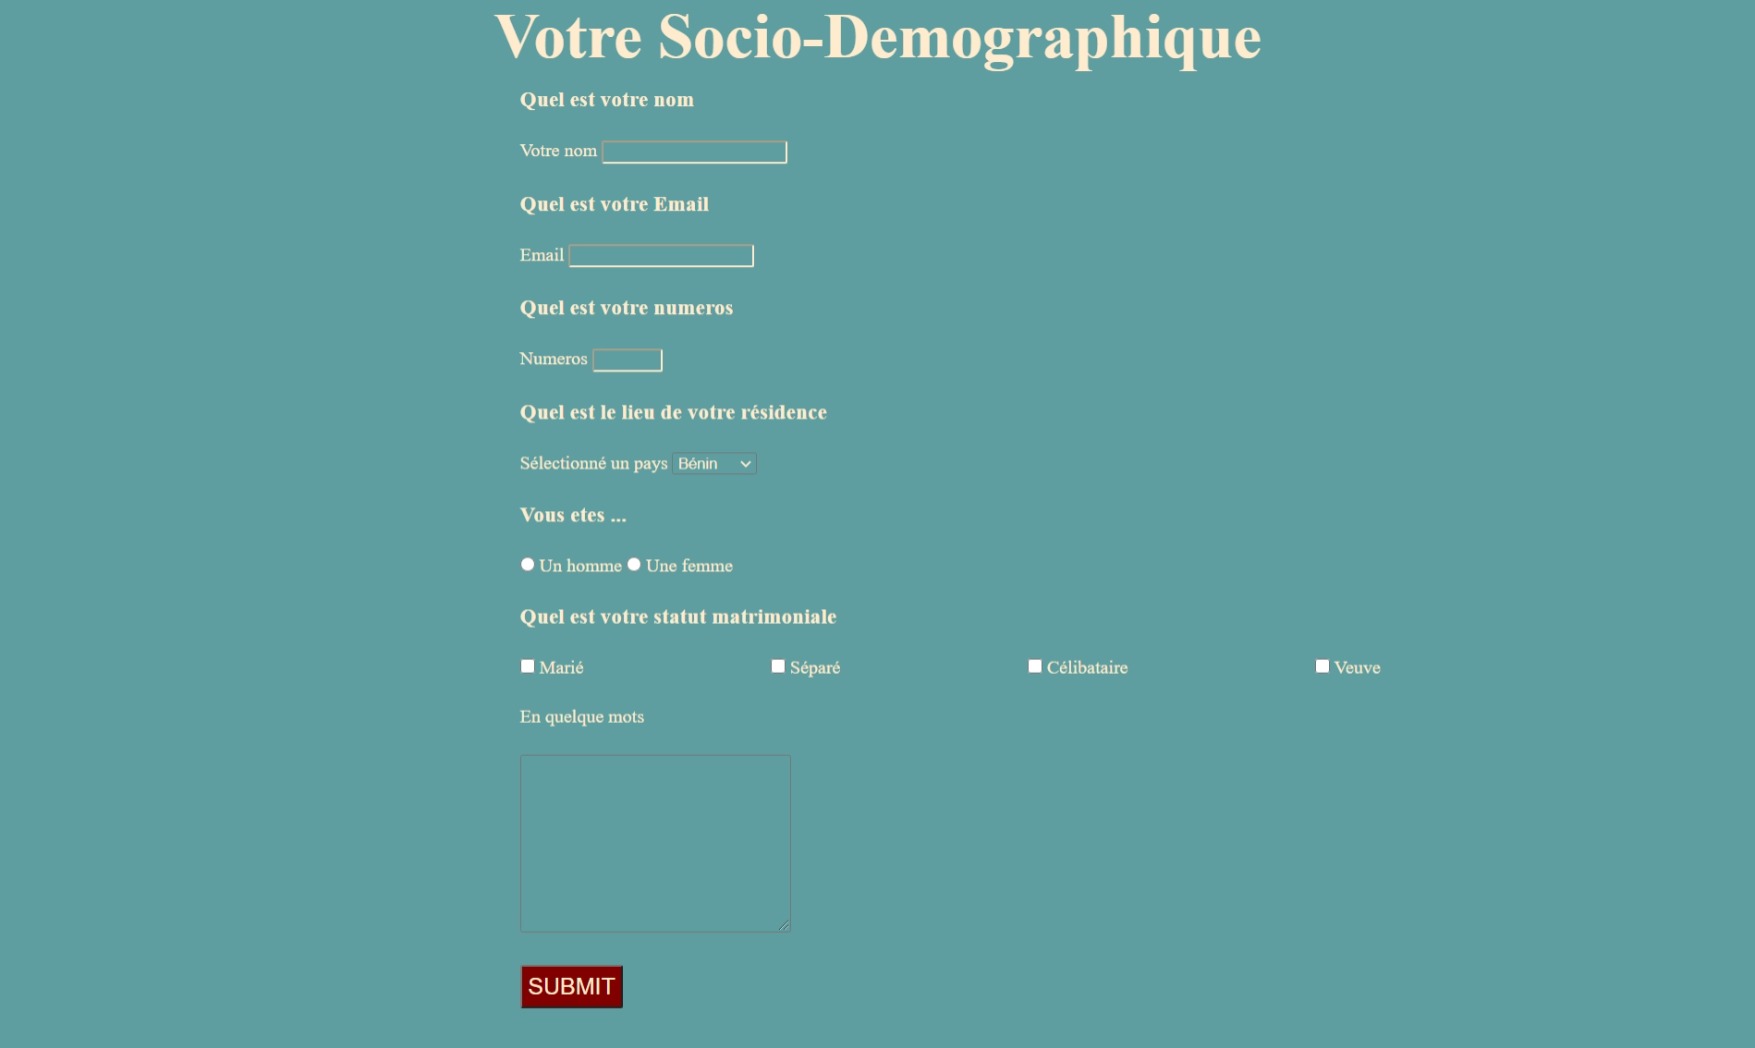 Votre Socio-Demographique
Quel est votre nom
Votre nom
Quel est votre Email
Email
Quel est votre numeros
Numeros
Quel est le lieu de votre résidence
Sélectionné un pays Bénin
Vous etes ...
Un homme Une femme
Quel est votre statut matrimoniale
Marié Séparé Célibataire Veuve
En quelque mots
SUBMIT